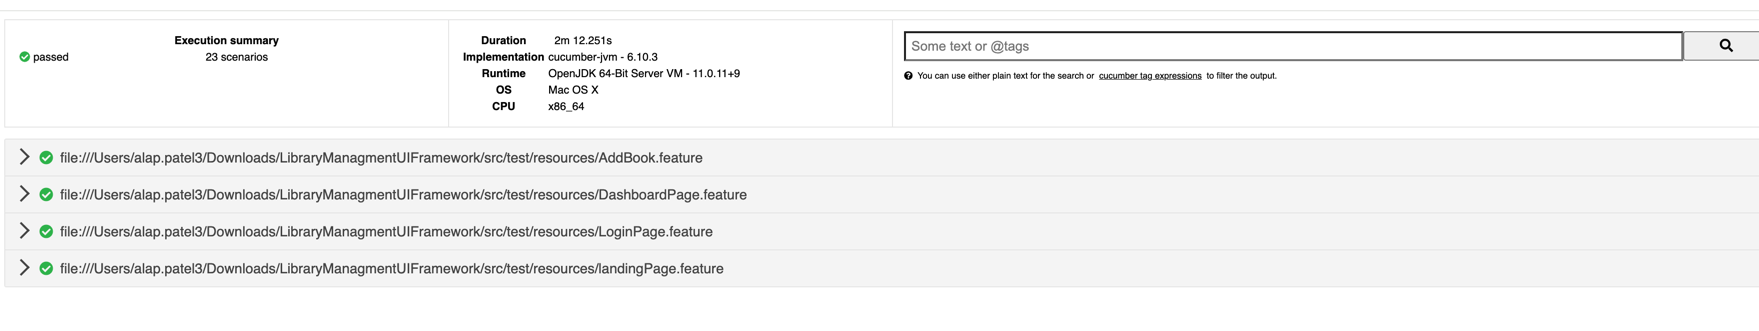 Execution summary
passed
23 scenarios
Duration 2m 12.251s
Implementation cucumber-jvm - 6.10.3
Runtime OpenJDK 64-Bit Server VM - 11.0.11+9
OS Mac OS X
CPU x86_64
Some text or @tags
You can use either plain text for the search or cucumber tag expressions to filter the output.
file:///Users/alap.patel3/Downloads/LibraryManagmentUIFramework/src/test/resources/AddBook.feature
file:///Users/alap.patel3/Downloads/LibraryManagmentUIFramework/src/test/resources/DashboardPage.feature
file:///Users/alap.patel3/Downloads/LibraryManagmentUIFramework/src/test/resources/LoginPage.feature
file:///Users/alap.patel3/Downloads/LibraryManagmentUIFramework/src/test/resources/landingPage.feature